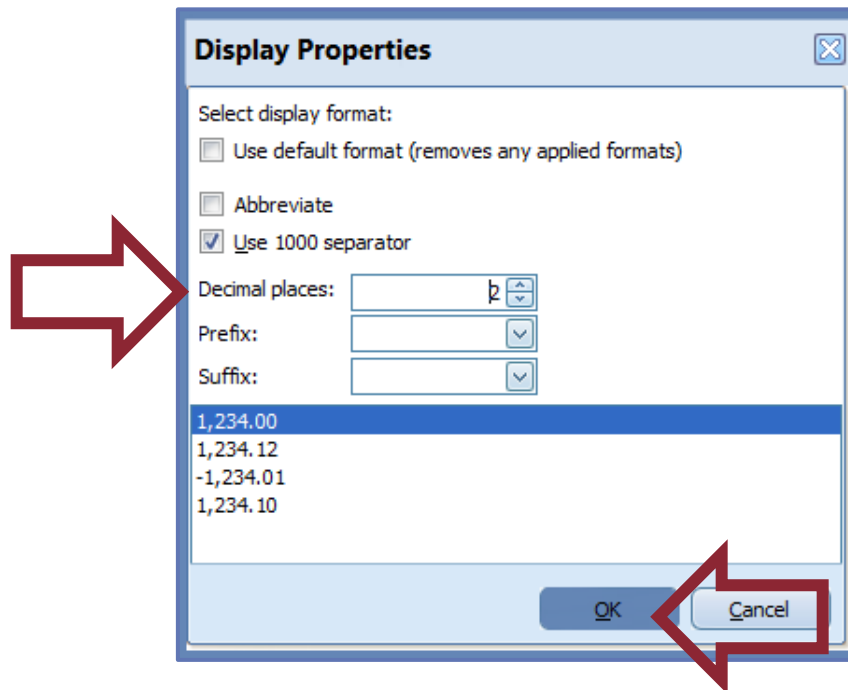 Display Properties
Select display format:
Use default format (removes any applied formats)
Abbreviate
Use 1000 separator
Decimal places: 2
Prefix:
Suffix:
1,234.00
1,234.12
-1,234.01
1,234.10
OK Cancel